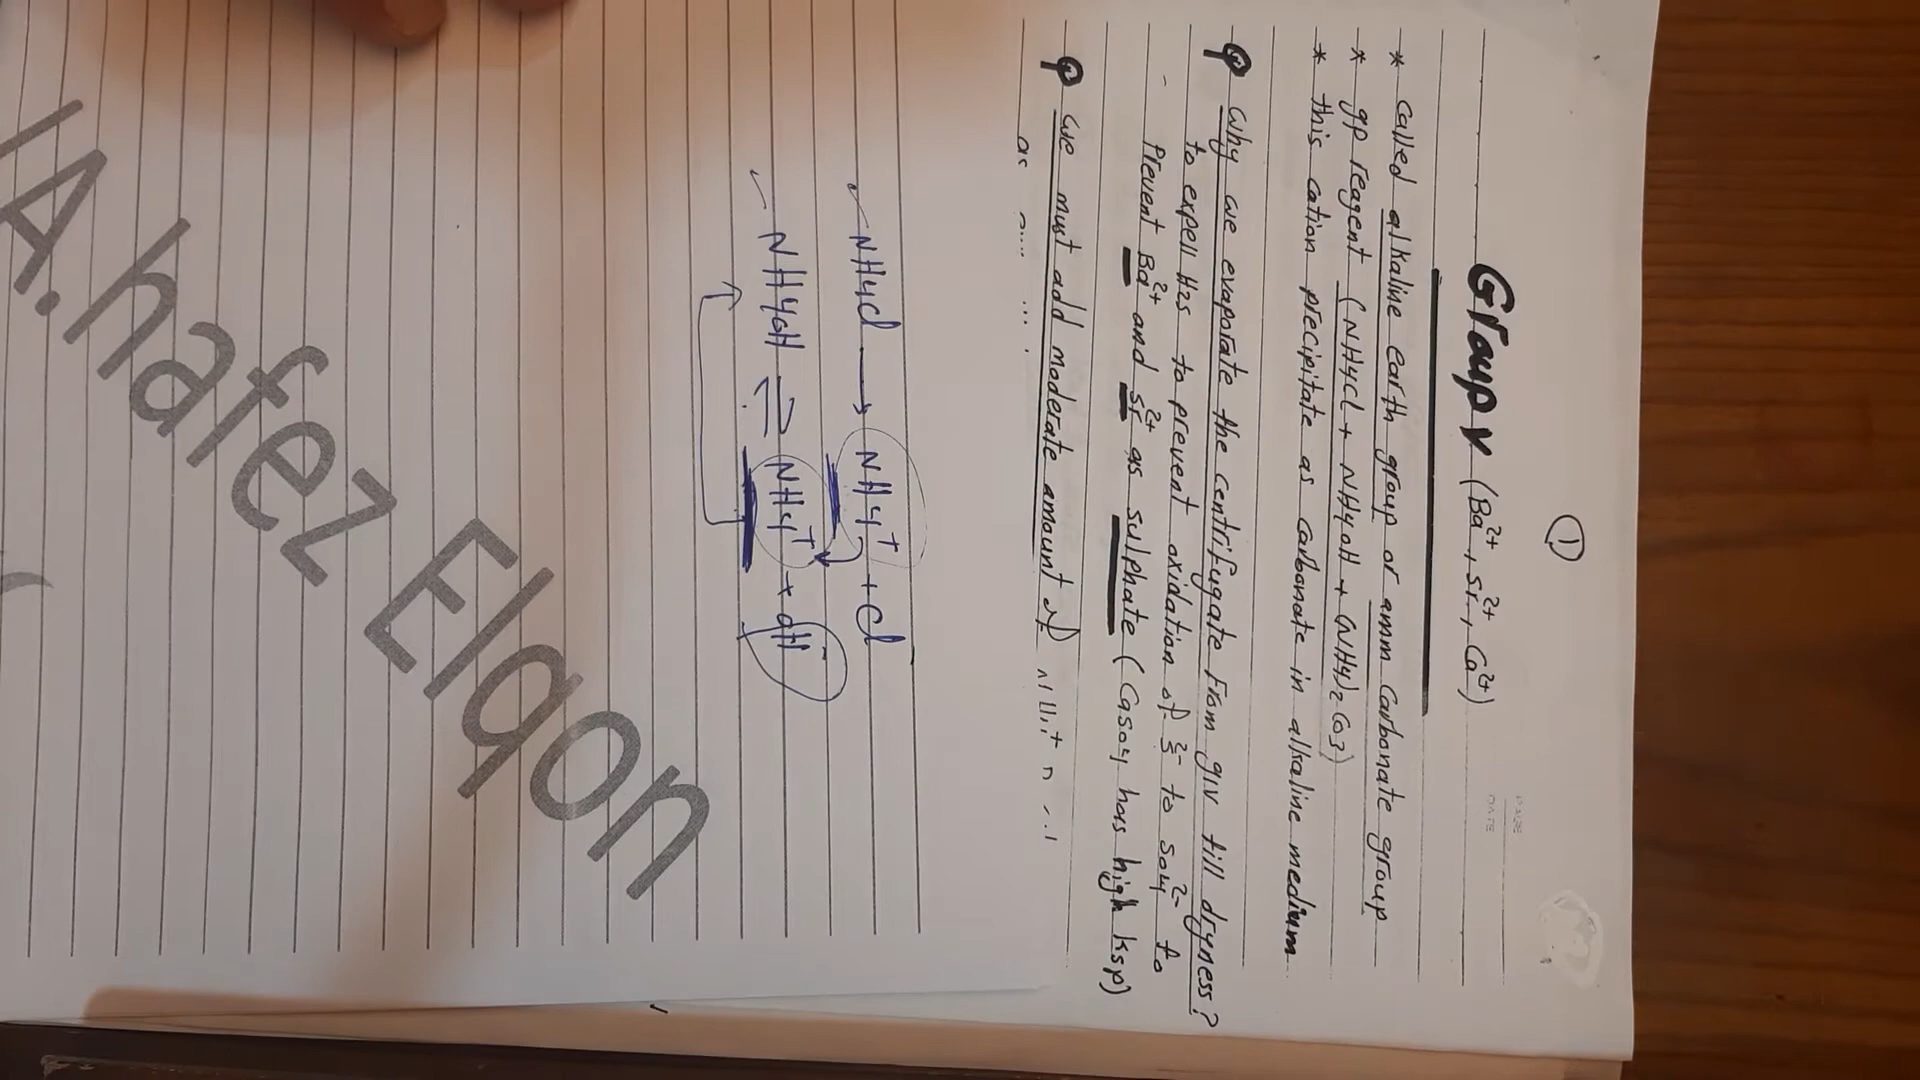 ①
PAGE
DATE
Group V (Ba2+, Sr2+, Ca2+)
* called alkaline earth group or amm carbonate group
* gp reagent (NH4Cl + NH4OH + (NH4)2CO3)
* this cation precipitate as carbonate in alkaline medium
Q Why we evaporate the centrifugate from gIV till dryness?
to expell H2S to prevent oxidation of S2- to SO42- to
- Prevent Ba2+ and Sr2+ as sulphate (CaSO4 has high ksp)
Q we must add moderate amount of
as
NH4Cl → NH4+ + Cl
NH4OH ⇌ NH4+ + OH-
/A.hafez Elqon